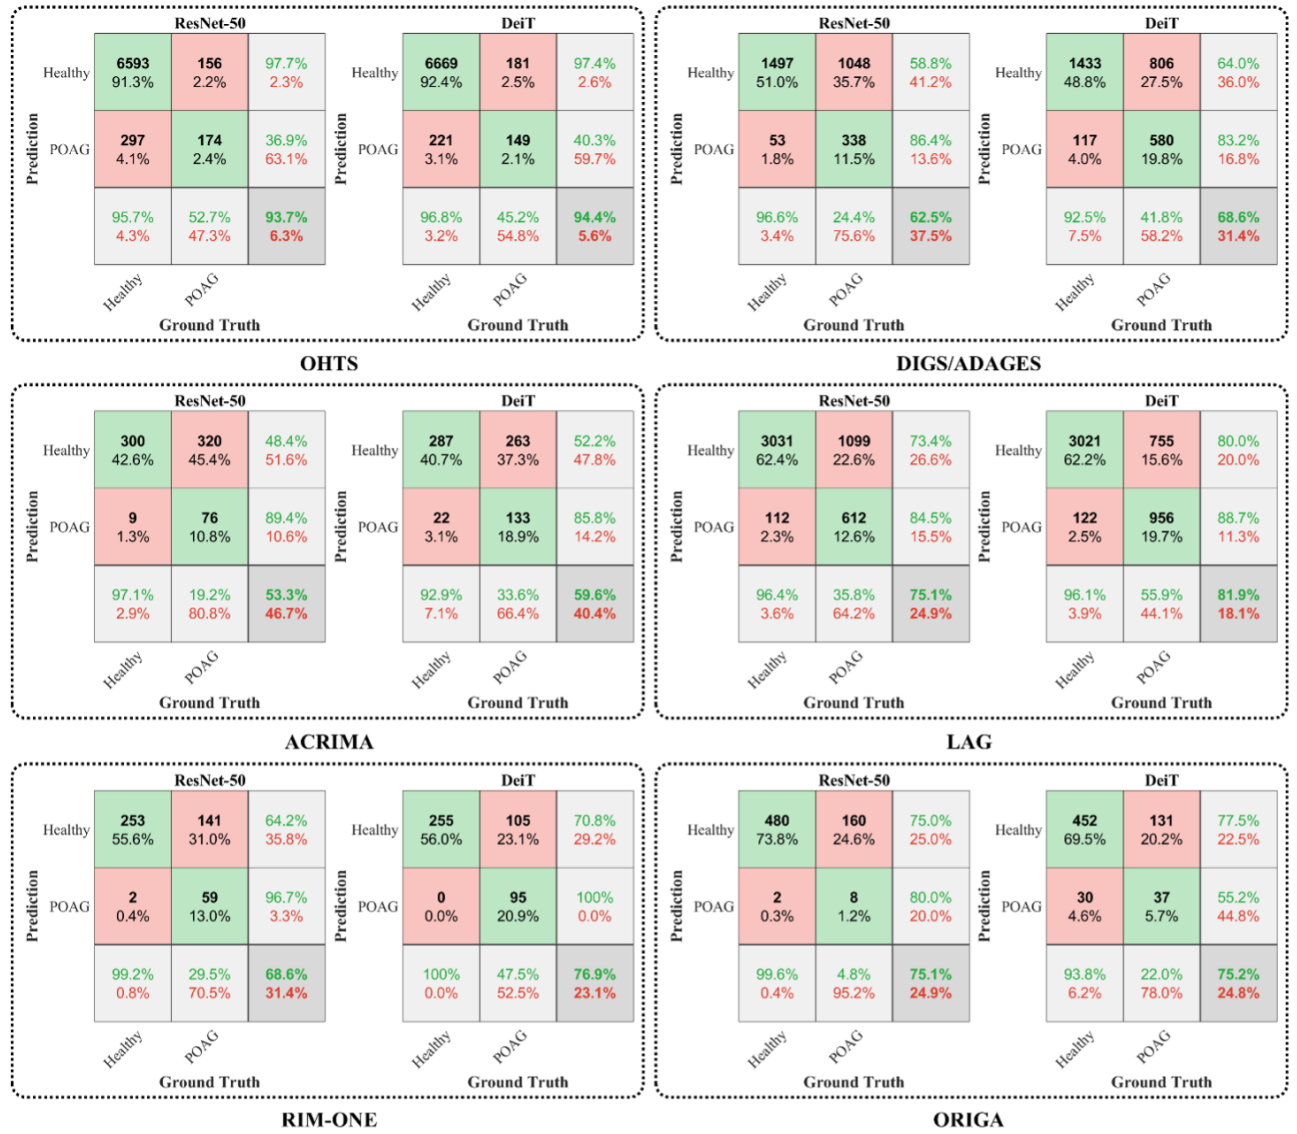 ResNet-50
Healthy 6593 156 97.7%
91.3% 2.2% 2.3%
POAG 297 174 36.9%
4.1% 2.4% 63.1%
95.7% 52.7% 93.7%
4.3% 47.3% 6.3%
Prediction
Healthy POAG
Ground Truth
DeiT
Healthy 6669 181 97.4%
92.4% 2.5% 2.6%
POAG 221 149 40.3%
3.1% 2.1% 59.7%
96.8% 45.2% 94.4%
3.2% 54.8% 5.6%
Prediction
Healthy POAG
Ground Truth
OHTS
ResNet-50
Healthy 1497 1048 58.8%
51.0% 35.7% 41.2%
POAG 53 338 86.4%
1.8% 11.5% 13.6%
96.6% 24.4% 62.5%
3.4% 75.6% 37.5%
Prediction
Healthy POAG
Ground Truth
DeiT
Healthy 1433 806 64.0%
48.8% 27.5% 36.0%
POAG 117 580 83.2%
4.0% 19.8% 16.8%
92.5% 41.8% 68.6%
7.5% 58.2% 31.4%
Prediction
Healthy POAG
Ground Truth
DIGS/ADAGES
ResNet-50
Healthy 300 320 48.4%
42.6% 45.4% 51.6%
POAG 9 76 89.4%
1.3% 10.8% 10.6%
97.1% 19.2% 53.3%
2.9% 80.8% 46.7%
Prediction
Healthy POAG
Ground Truth
DeiT
Healthy 287 263 52.2%
40.7% 37.3% 47.8%
POAG 22 133 85.8%
3.1% 18.9% 14.2%
92.9% 33.6% 59.6%
7.1% 66.4% 40.4%
Prediction
Healthy POAG
Ground Truth
ACRIMA
ResNet-50
Healthy 3031 1099 73.4%
62.4% 22.6% 26.6%
POAG 112 612 84.5%
2.3% 12.6% 15.5%
96.4% 35.8% 75.1%
3.6% 64.2% 24.9%
Prediction
Healthy POAG
Ground Truth
DeiT
Healthy 3021 755 80.0%
62.2% 15.6% 20.0%
POAG 122 956 88.7%
2.5% 19.7% 11.3%
96.1% 55.9% 81.9%
3.9% 44.1% 18.1%
Prediction
Healthy POAG
Ground Truth
LAG
ResNet-50
Healthy 253 141 64.2%
55.6% 31.0% 35.8%
POAG 2 59 96.7%
0.4% 13.0% 3.3%
99.2% 29.5% 68.6%
0.8% 70.5% 31.4%
Prediction
Healthy POAG
Ground Truth
DeiT
Healthy 255 105 70.8%
56.0% 23.1% 29.2%
POAG 0 95 100%
0.0% 20.9% 0.0%
100% 47.5% 76.9%
0.0% 52.5% 23.1%
Prediction
Healthy POAG
Ground Truth
RIM-ONE
ResNet-50
Healthy 480 160 75.0%
73.8% 24.6% 25.0%
POAG 2 8 80.0%
0.3% 1.2% 20.0%
99.6% 4.8% 75.1%
0.4% 95.2% 24.9%
Prediction
Healthy POAG
Ground Truth
DeiT
Healthy 452 131 77.5%
69.5% 20.2% 22.5%
POAG 30 37 55.2%
4.6% 5.7% 44.8%
93.8% 22.0% 75.2%
6.2% 78.0% 24.8%
Prediction
Healthy POAG
Ground Truth
ORIGA